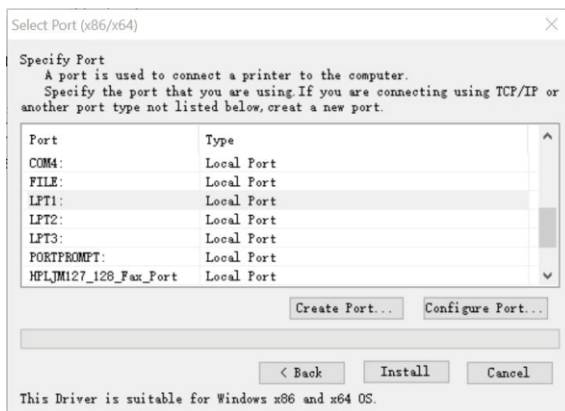 Select Port (x86/x64)
Specify Port
A port is used to connect a printer to the computer.
Specify the port that you are using.If you are connecting using TCP/IP or
another port type not listed below,creat a new port.
Port Type
COM4: Local Port
FILE: Local Port
LPT1: Local Port
LPT2: Local Port
LPT3: Local Port
PORTPROMPT: Local Port
HPLJM127_128_Fax_Port Local Port
Create Port... Configure Port...
< Back Install Cancel
This Driver is suitable for Windows x86 and x64 OS.